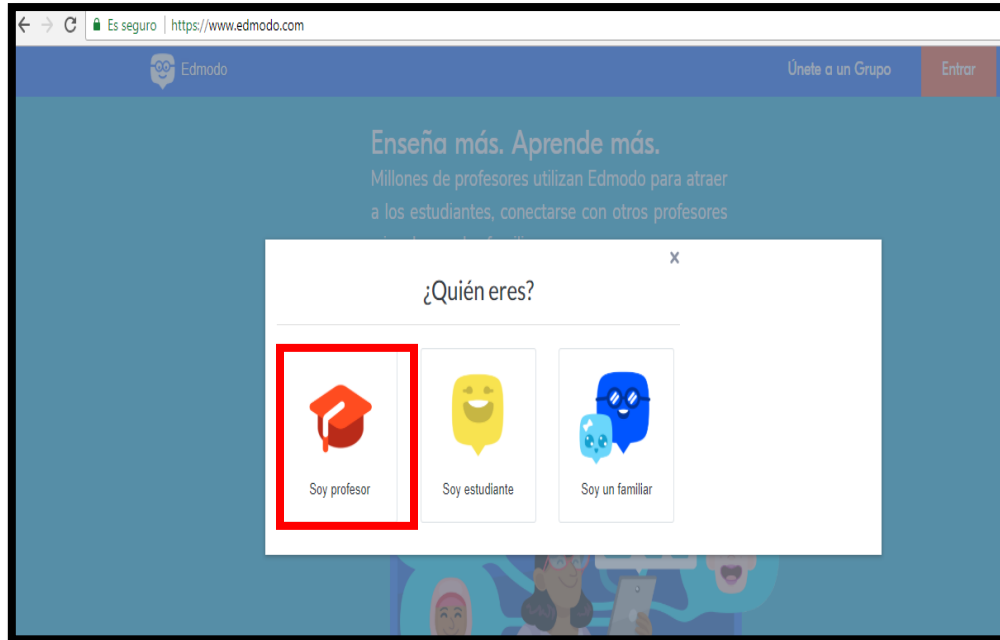 Es seguro | https://www.edmodo.com
Edmodo
Únete a un Grupo
Entrar
Enseña más. Aprende más.
Millones de profesores utilizan Edmodo para atraer
a los estudiantes, conectarse con otros profesores
x
¿Quién eres?
Soy profesor
Soy estudiante
Soy un familiar